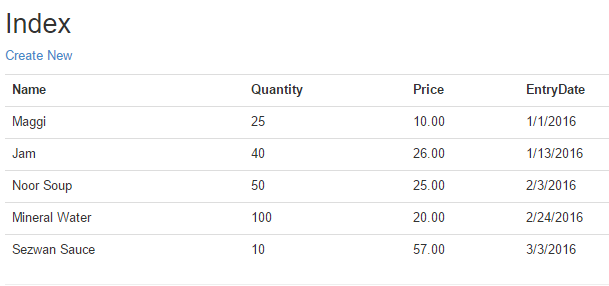 Index
Create New
Name Quantity Price EntryDate
Maggi 25 10.00 1/1/2016
Jam 40 26.00 1/13/2016
Noor Soup 50 25.00 2/3/2016
Mineral Water 100 20.00 2/24/2016
Sezwan Sauce 10 57.00 3/3/2016